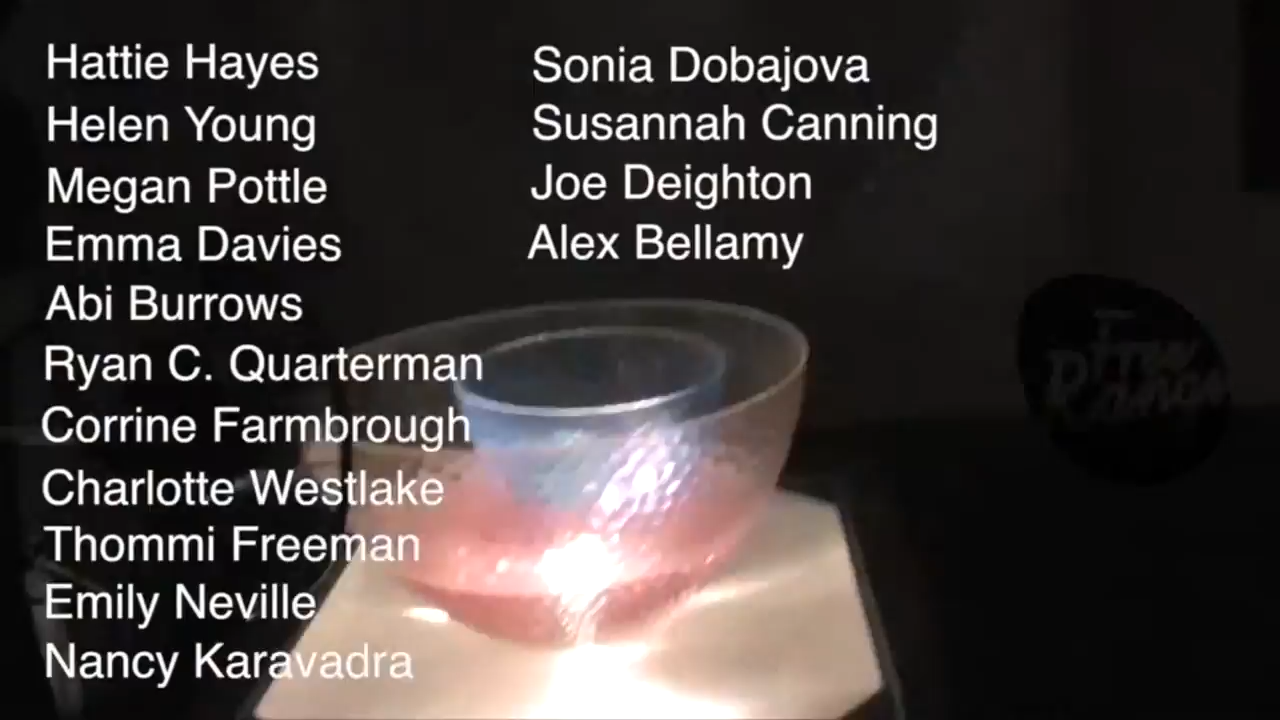 Hattie Hayes
Helen Young
Megan Pottle
Emma Davies
Abi Burrows
Ryan C. Quarterman
Corrine Farmbrough
Charlotte Westlake
Thommi Freeman
Emily Neville
Nancy Karavadra
Sonia Dobajova
Susannah Canning
Joe Deighton
Alex Bellamy